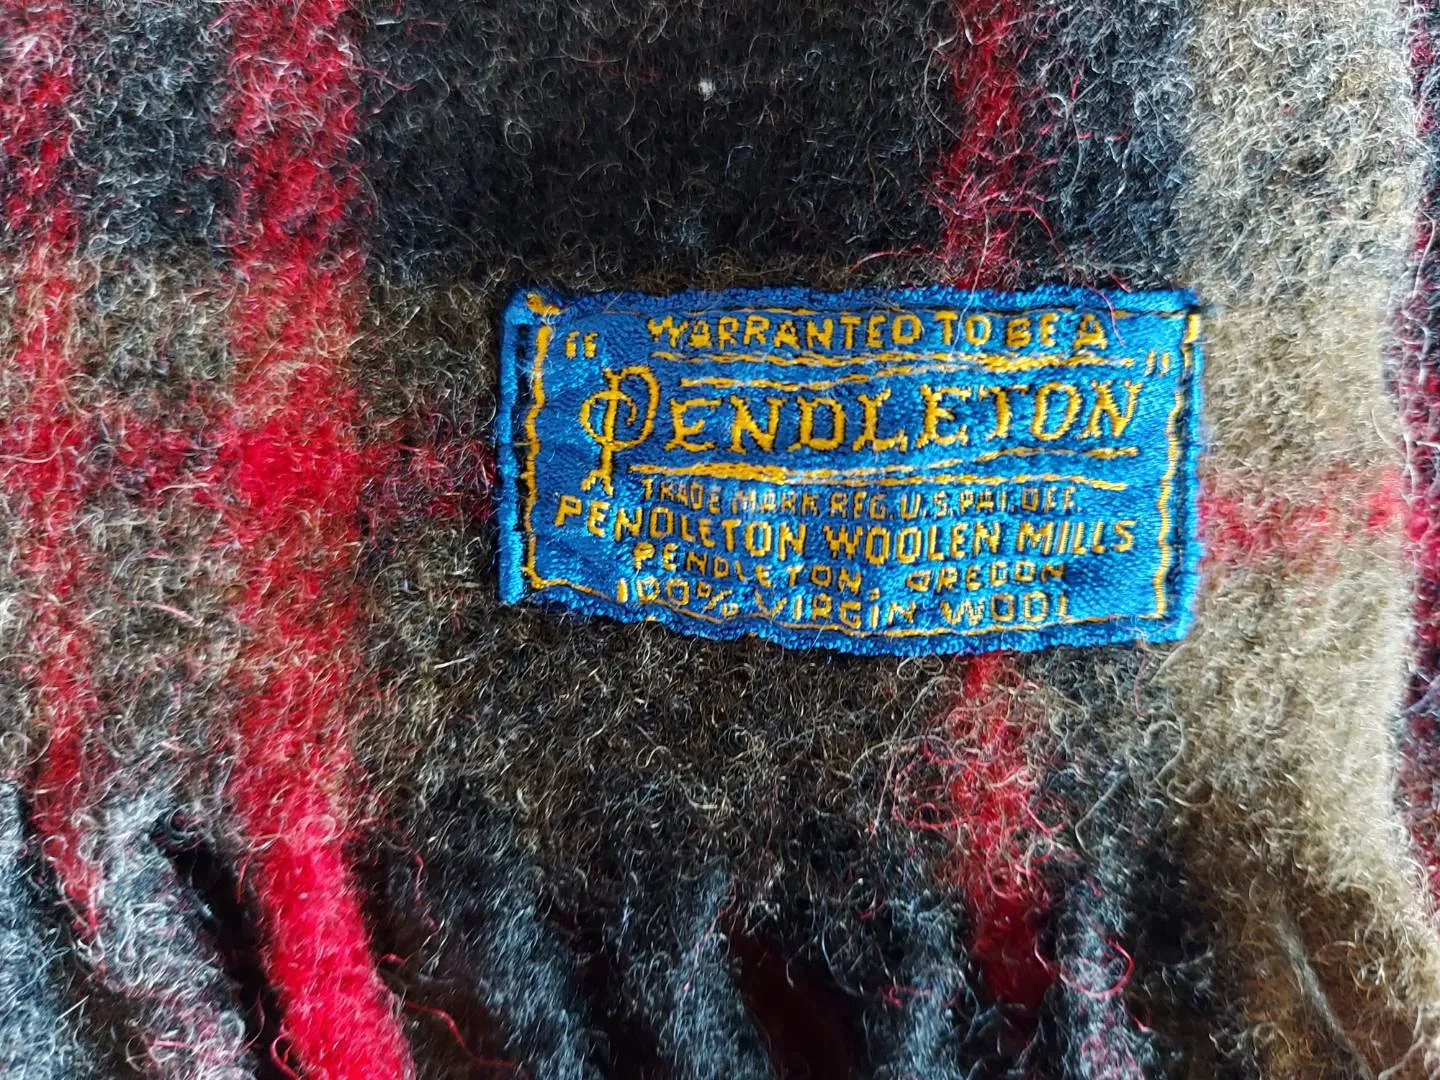 "WARRANTED TO BE A
PENDLETON"
TRADE MARK REG. U.S. PAT. OFF.
PENDLETON WOOLEN MILLS
PENDLETON, OREGON
100% VIRGIN WOOL